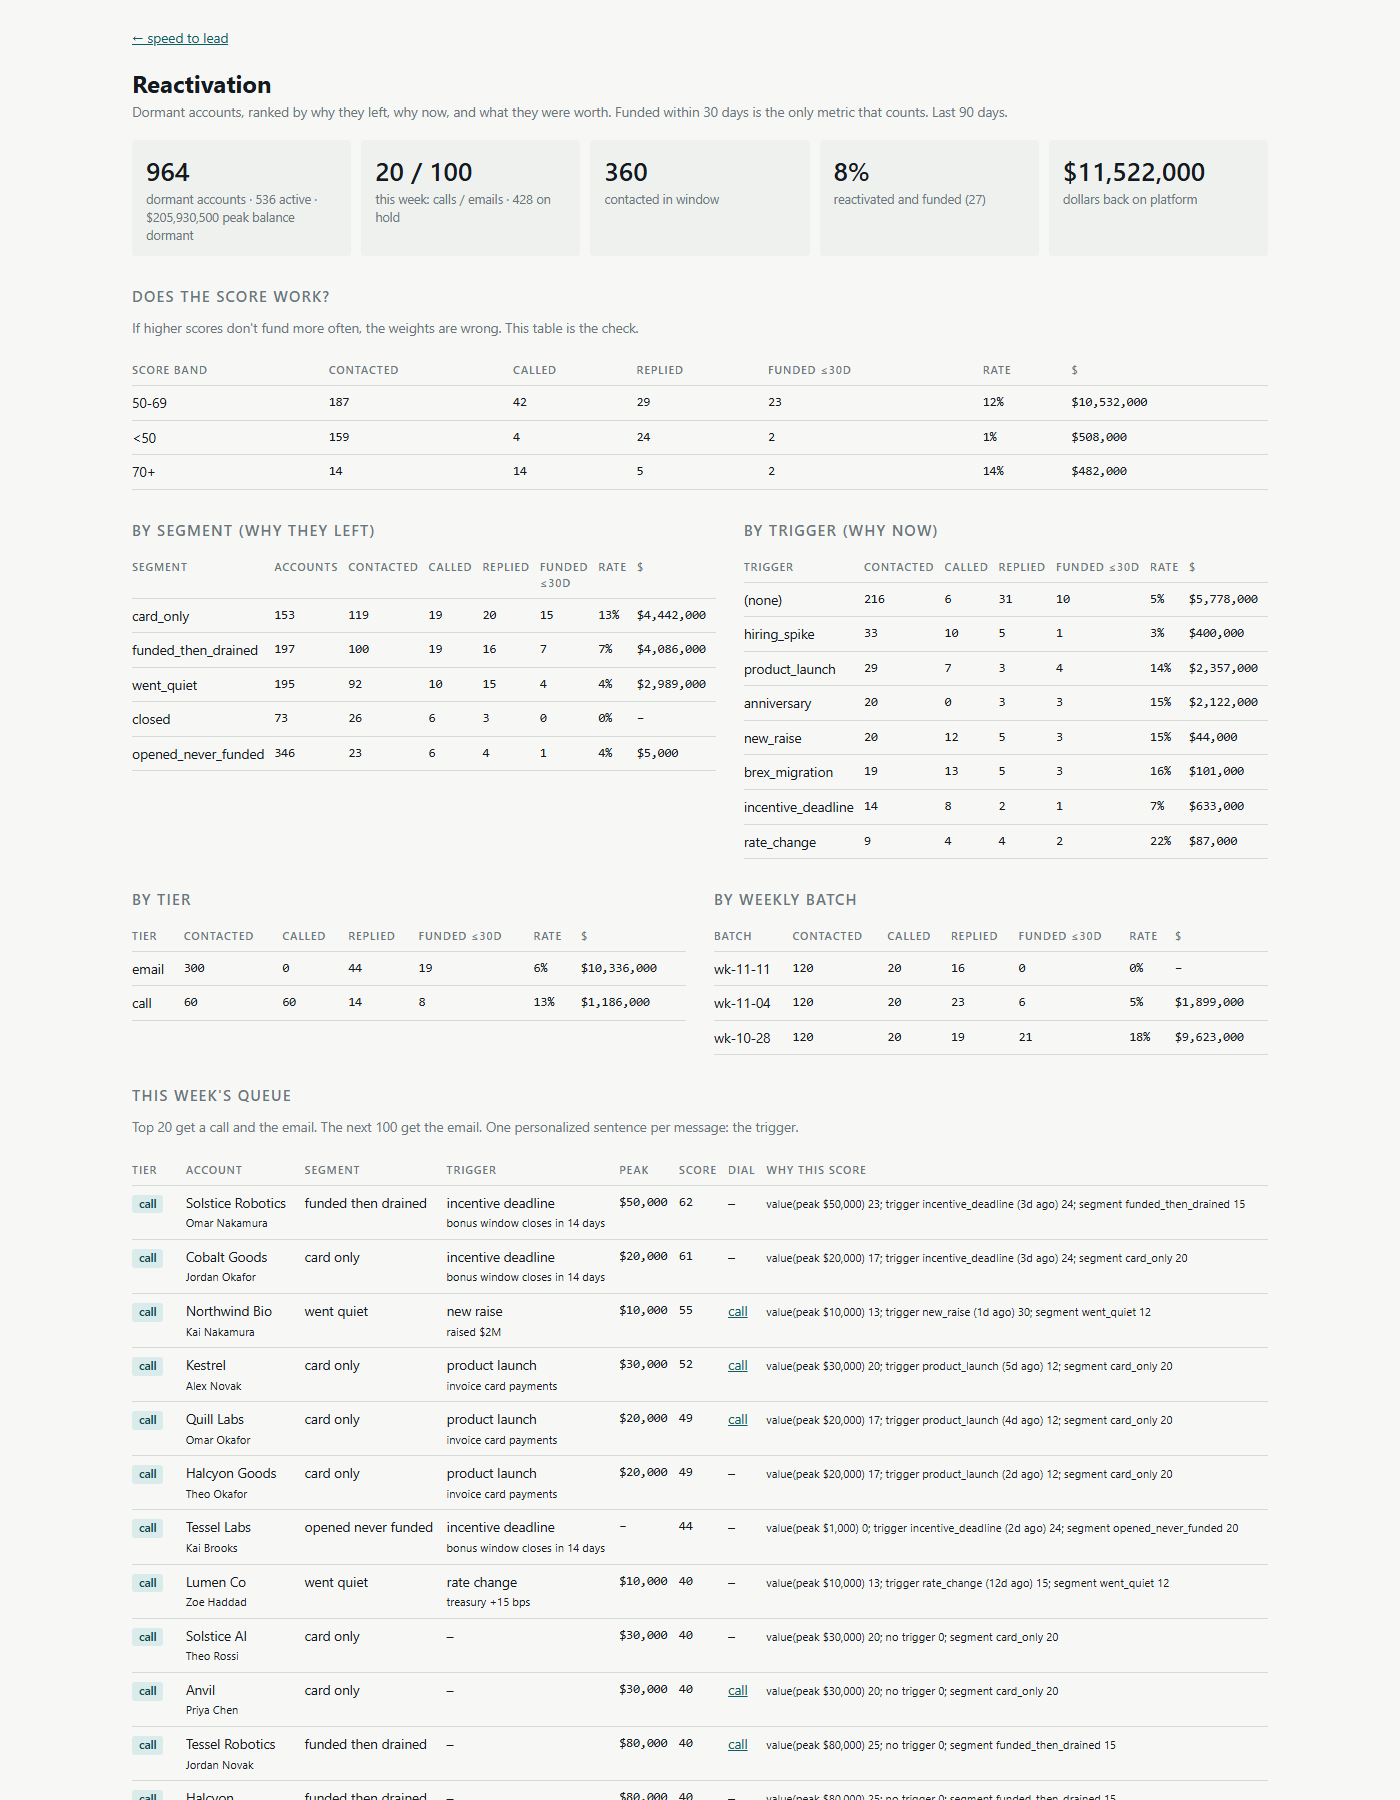 ← speed to lead
Reactivation
Dormant accounts, ranked by why they left, why now, and what they were worth. Funded within 30 days is the only metric that counts. Last 90 days.
964
dormant accounts · 536 active ·
$205,930,500 peak balance
dormant
20 / 100
this week: calls / emails · 428 on
hold
360
contacted in window
8%
reactivated and funded (27)
$11,522,000
dollars back on platform
DOES THE SCORE WORK?
If higher scores don't fund more often, the weights are wrong. This table is the check.
SCORE BAND CONTACTED CALLED REPLIED FUNDED ≤30D RATE $
50-69 187 42 29 23 12% $10,532,000
<50 159 4 24 2 1% $508,000
70+ 14 14 5 2 14% $482,000
BY SEGMENT (WHY THEY LEFT)
SEGMENT ACCOUNTS CONTACTED CALLED REPLIED FUNDED RATE $
≤30D
card_only 153 119 19 20 15 13% $4,442,000
funded_then_drained 197 100 19 16 7 7% $4,086,000
went_quiet 195 92 10 15 4 4% $2,989,000
closed 73 26 6 3 0 0% –
opened_never_funded 346 23 6 4 1 4% $5,000
BY TRIGGER (WHY NOW)
TRIGGER CONTACTED CALLED REPLIED FUNDED ≤30D RATE $
(none) 216 6 31 10 5% $5,778,000
hiring_spike 33 10 5 1 3% $400,000
product_launch 29 7 3 4 14% $2,357,000
anniversary 20 0 3 3 15% $2,122,000
new_raise 20 12 5 3 15% $44,000
brex_migration 19 13 5 3 16% $101,000
incentive_deadline 14 8 2 1 7% $633,000
rate_change 9 4 4 2 22% $87,000
BY TIER
TIER CONTACTED CALLED REPLIED FUNDED ≤30D RATE $
email 300 0 44 19 6% $10,336,000
call 60 60 14 8 13% $1,186,000
BY WEEKLY BATCH
BATCH CONTACTED CALLED REPLIED FUNDED ≤30D RATE $
wk-11-11 120 20 16 0 0% –
wk-11-04 120 20 23 6 5% $1,899,000
wk-10-28 120 20 19 21 18% $9,623,000
THIS WEEK'S QUEUE
Top 20 get a call and the email. The next 100 get the email. One personalized sentence per message: the trigger.
TIER ACCOUNT SEGMENT TRIGGER PEAK SCORE DIAL WHY THIS SCORE
call Solstice Robotics funded then drained incentive deadline $50,000 62 – value(peak $50,000) 23; trigger incentive_deadline (3d ago) 24; segment funded_then_drained 15
Omar Nakamura bonus window closes in 14 days
call Cobalt Goods card only incentive deadline $20,000 61 – value(peak $20,000) 17; trigger incentive_deadline (3d ago) 24; segment card_only 20
Jordan Okafor bonus window closes in 14 days
call Northwind Bio went quiet new raise $10,000 55 call value(peak $10,000) 13; trigger new_raise (1d ago) 30; segment went_quiet 12
Kai Nakamura raised $2M
call Kestrel card only product launch $30,000 52 call value(peak $30,000) 20; trigger product_launch (5d ago) 12; segment card_only 20
Alex Novak invoice card payments
call Quill Labs card only product launch $20,000 49 call value(peak $20,000) 17; trigger product_launch (4d ago) 12; segment card_only 20
Omar Okafor invoice card payments
call Halcyon Goods card only product launch $20,000 49 – value(peak $20,000) 17; trigger product_launch (2d ago) 12; segment card_only 20
Theo Okafor invoice card payments
call Tessel Labs opened never funded incentive deadline – 44 – value(peak $1,000) 0; trigger incentive_deadline (2d ago) 24; segment opened_never_funded 20
Kai Brooks bonus window closes in 14 days
call Lumen Co went quiet rate change $10,000 40 – value(peak $10,000) 13; trigger rate_change (12d ago) 15; segment went_quiet 12
Zoe Haddad treasury +15 bps
call Solstice AI card only – $30,000 40 – value(peak $30,000) 20; no trigger 0; segment card_only 20
Theo Rossi
call Anvil card only – $30,000 40 call value(peak $30,000) 20; no trigger 0; segment card_only 20
Priya Chen
call Tessel Robotics funded then drained – $80,000 40 call value(peak $80,000) 25; no trigger 0; segment funded_then_drained 15
Jordan Novak
call Halcyon funded then drained – $80,000 40 – value(peak $80,000) 25; no trigger 0; segment funded_then_drained 15